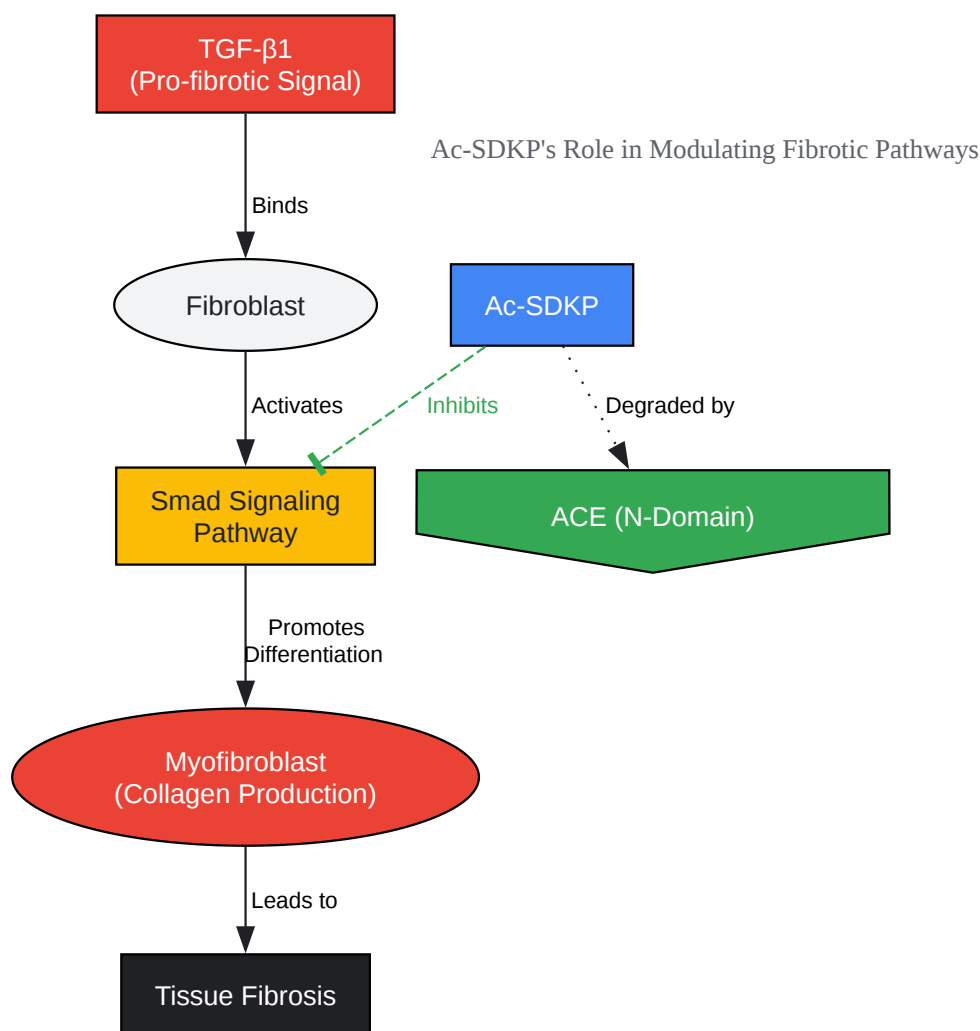 TGF-β1
(Pro-fibrotic Signal)
Ac-SDKP's Role in Modulating Fibrotic Pathways
Binds
Fibroblast
Ac-SDKP
Activates
Inhibits
Degraded by
Smad Signaling
Pathway
ACE (N-Domain)
Promotes
Differentiation
Myofibroblast
(Collagen Production)
Leads to
Tissue Fibrosis